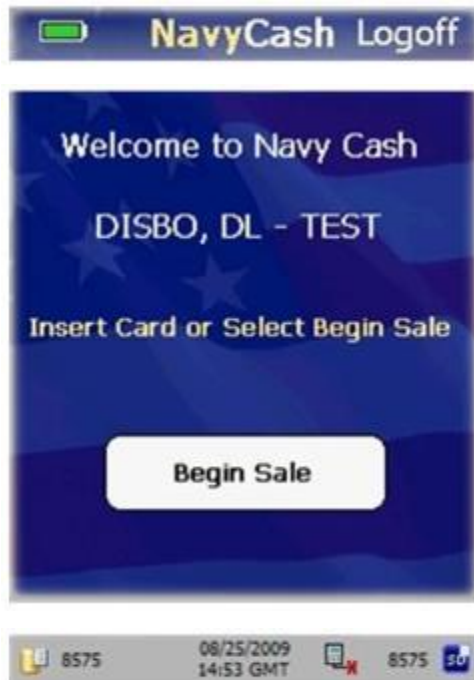 NavyCash Logoff
Welcome to Navy Cash
DISBO, DL - TEST
Insert Card or Select Begin Sale
Begin Sale
8575 08/25/2009 14:53 GMT 8575 SD